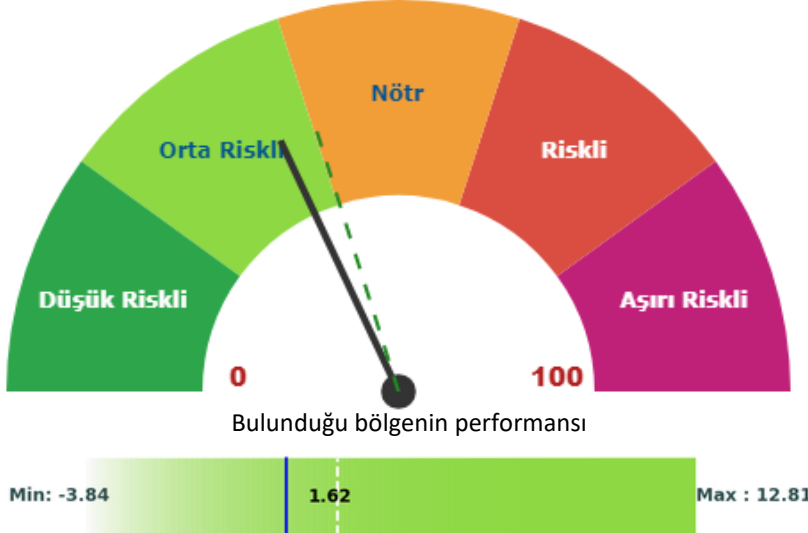 Nötr
Orta Riskli
Riskli
Düşük Riskli
Aşırı Riskli
0
100
Bulunduğu bölgenin performansı
Min: -3.84
1.62
Max : 12.81